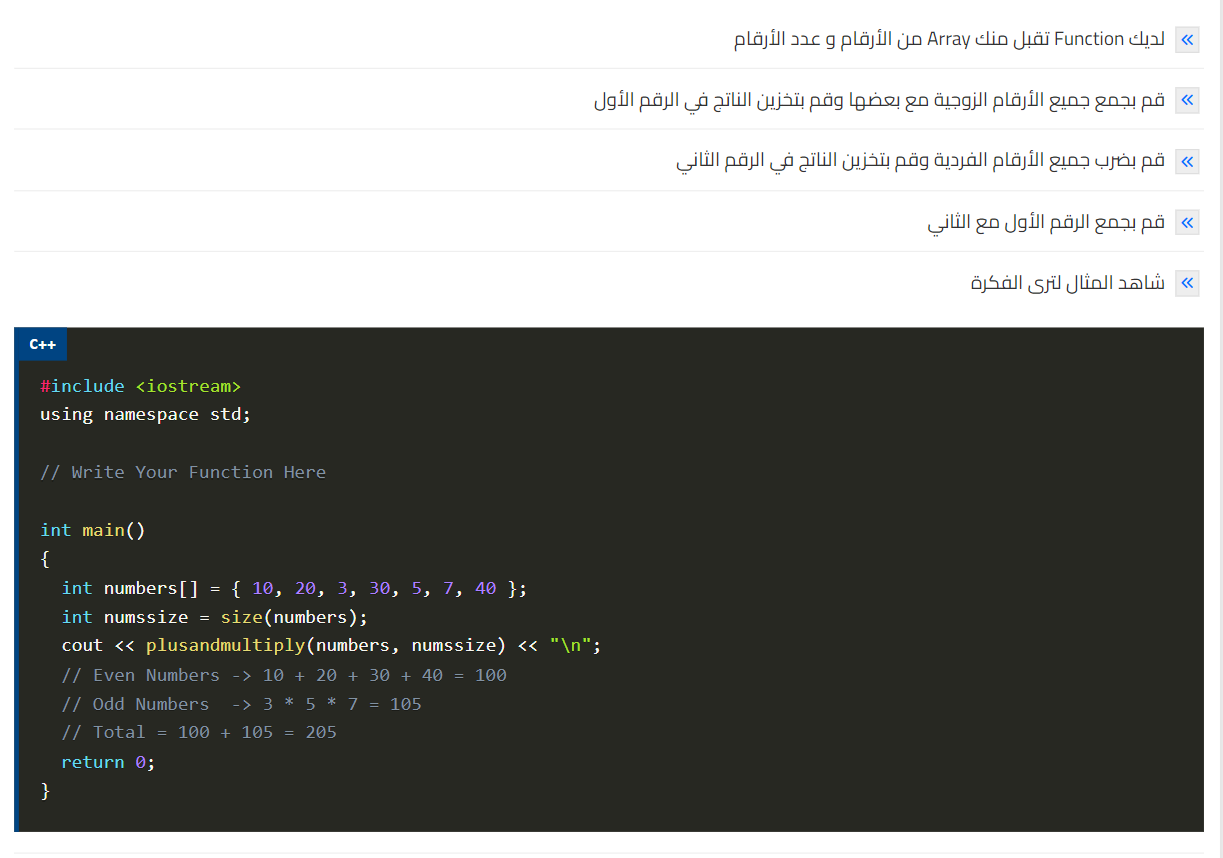 لديك Function تقبل منك Array من الأرقام و عدد الأرقام
قم بجمع جميع الأرقام الزوجية مع بعضها وقم بتخزين الناتج في الرقم الأول
قم بضرب جميع الأرقام الفردية وقم بتخزين الناتج في الرقم الثاني
قم بجمع الرقم الأول مع الثاني
شاهد المثال لترى الفكرة
C++
#include <iostream>
using namespace std;
// Write Your Function Here
int main()
{
  int numbers[] = { 10, 20, 3, 30, 5, 7, 40 };
  int numssize = size(numbers);
  cout << plusandmultiply(numbers, numssize) << "\n";
  // Even Numbers -> 10 + 20 + 30 + 40 = 100
  // Odd Numbers  -> 3 * 5 * 7 = 105
  // Total = 100 + 105 = 205
  return 0;
}